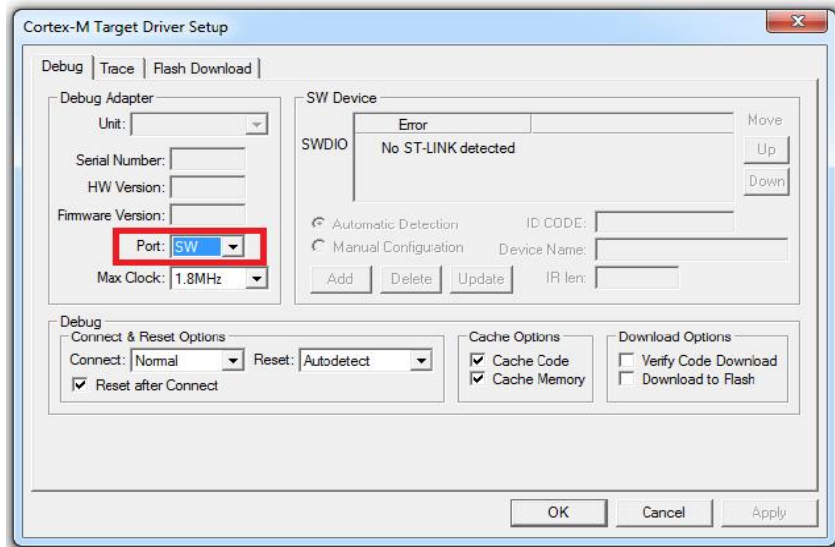 Cortex-M Target Driver Setup
Debug Trace Flash Download
Debug Adapter
Unit:
Serial Number:
HW Version:
Firmware Version:
Port: SW
Max Clock: 1.8MHz
SW Device
Error
SWDIO No ST-LINK detected
Move
Up
Down
Automatic Detection ID CODE:
Manual Configuration Device Name:
Add Delete Update IR len:
Debug
Connect & Reset Options
Connect: Normal Reset: Autodetect
Reset after Connect
Cache Options
Cache Code
Cache Memory
Download Options
Verify Code Download
Download to Flash
OK Cancel Apply